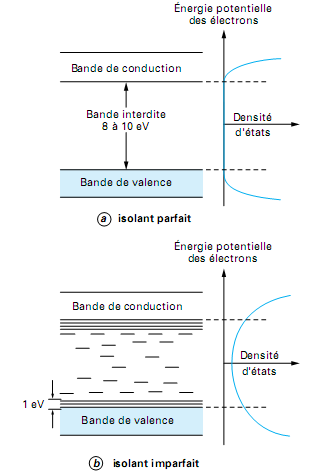 Énergie potentielle
des électrons
Bande de conduction
Bande interdite
8 à 10 eV
Densité
d'états
Bande de valence
a isolant parfait
Énergie potentielle
des électrons
Bande de conduction
Densité
d'états
1 eV
Bande de valence
b isolant imparfait